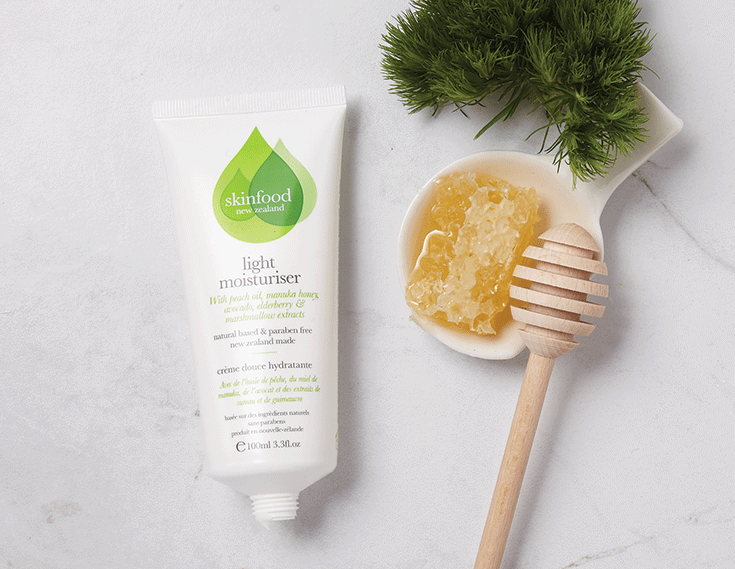 skinfood
new zealand
light
moisturiser
With peach oil, manuka honey,
avocado, elderberry &
marshmallow extracts
natural based & paraben free
new zealand made
crème douce hydratante
Avec de l'huile de pêche, du miel de
manuka, de l'avocat et des extraits de
sureau et de guimauve
basée sur des ingrédients naturels
sans parabens
produit en nouvelle-zélande
e100ml 3.3fl.oz